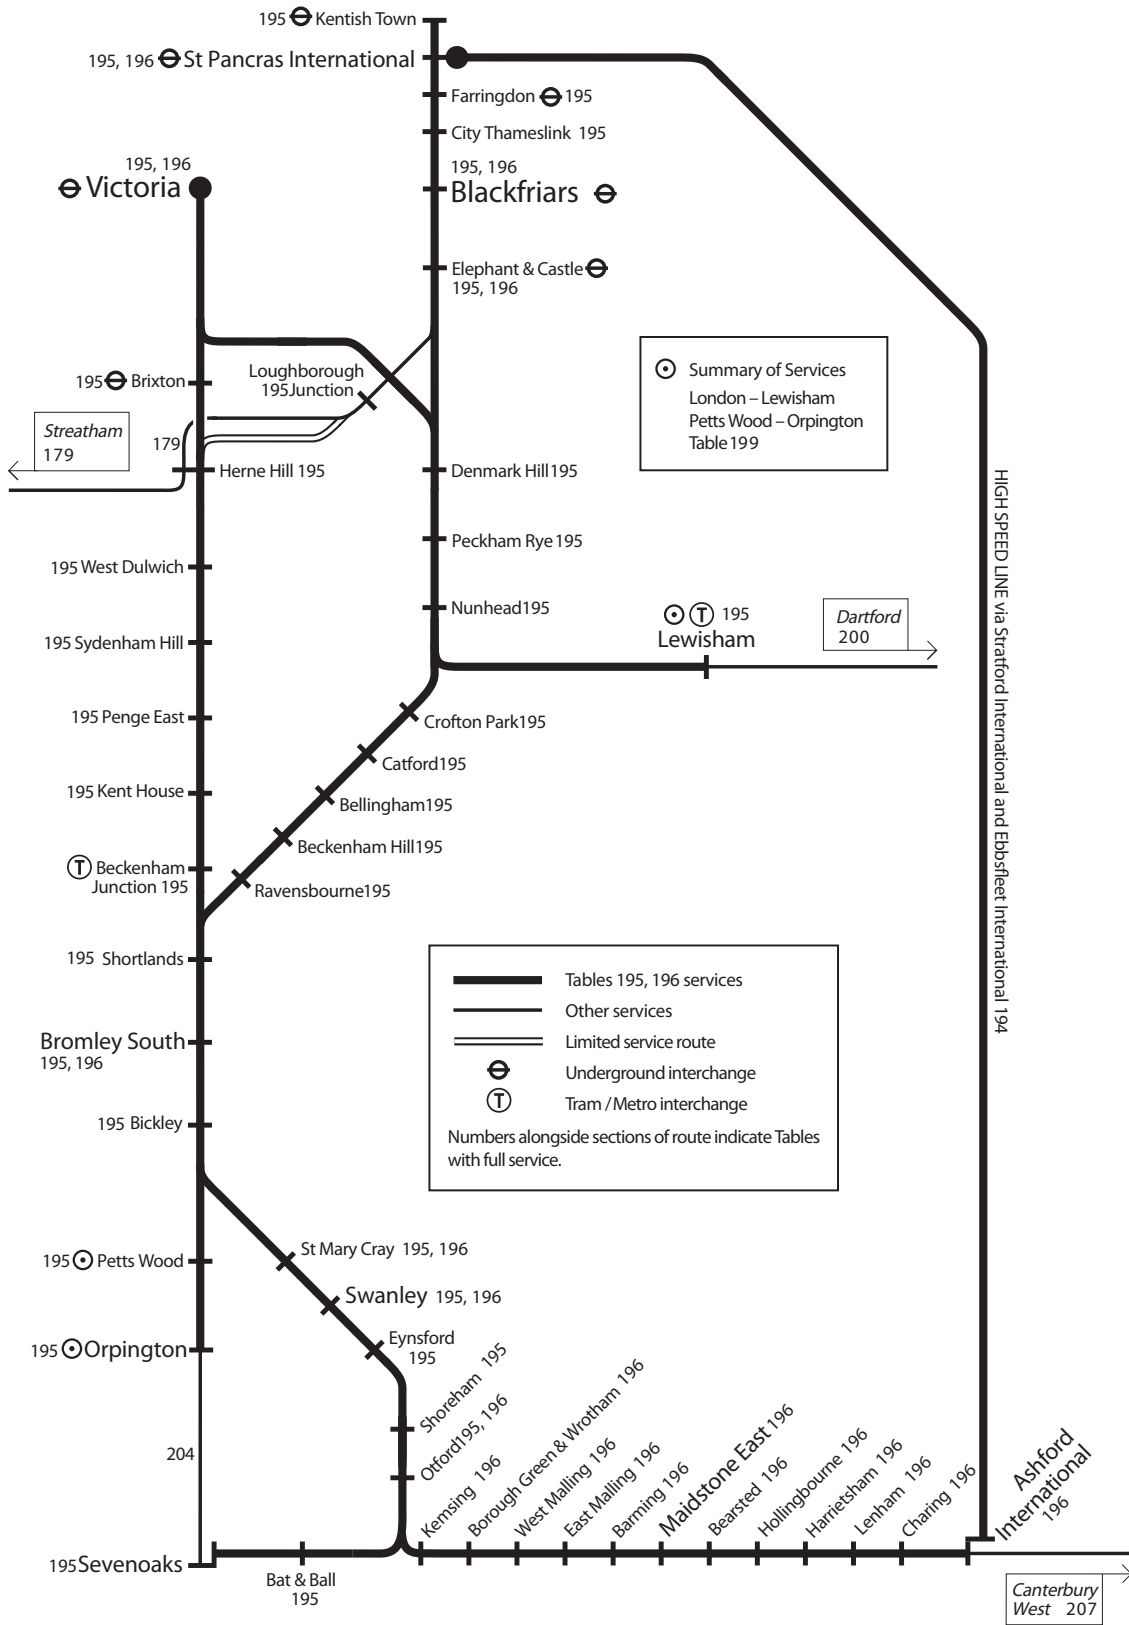 195 Kentish Town
195, 196 St Pancras International
Farringdon 195
City Thameslink 195
195, 196
Victoria
195, 196
Blackfriars
Elephant & Castle
195, 196
195 Brixton
Loughborough
195Junction
Summary of Services
London – Lewisham
Petts Wood – Orpington
Table 199
Streatham
179
179
Herne Hill 195
Denmark Hill 195
Peckham Rye 195
195 West Dulwich
Nunhead 195
195 Sydenham Hill
T 195
Lewisham
Dartford
200
HIGH SPEED LINE via Stratford International and Ebbsfleet International 194
195 Penge East
Crofton Park 195
Catford 195
195 Kent House
Bellingham 195
Beckenham Hill 195
T Beckenham
Junction 195
Ravensbourne 195
195 Shortlands
Bromley South
195, 196
195 Bickley
Tables 195, 196 services
Other services
Limited service route
Underground interchange
T Tram / Metro interchange
Numbers alongside sections of route indicate Tables
with full service.
195 Petts Wood
St Mary Cray 195, 196
Swanley 195, 196
195 Orpington
Eynsford
195
Shoreham 195
Otford 195, 196
204
Kemsing 196
Borough Green & Wrotham 196
West Malling 196
East Malling 196
Barming 196
Maidstone East 196
Bearsted 196
Hollingbourne 196
Harrietsham 196
Lenham 196
Charing 196
Ashford
International
196
195 Sevenoaks
Bat & Ball
195
Canterbury
West 207